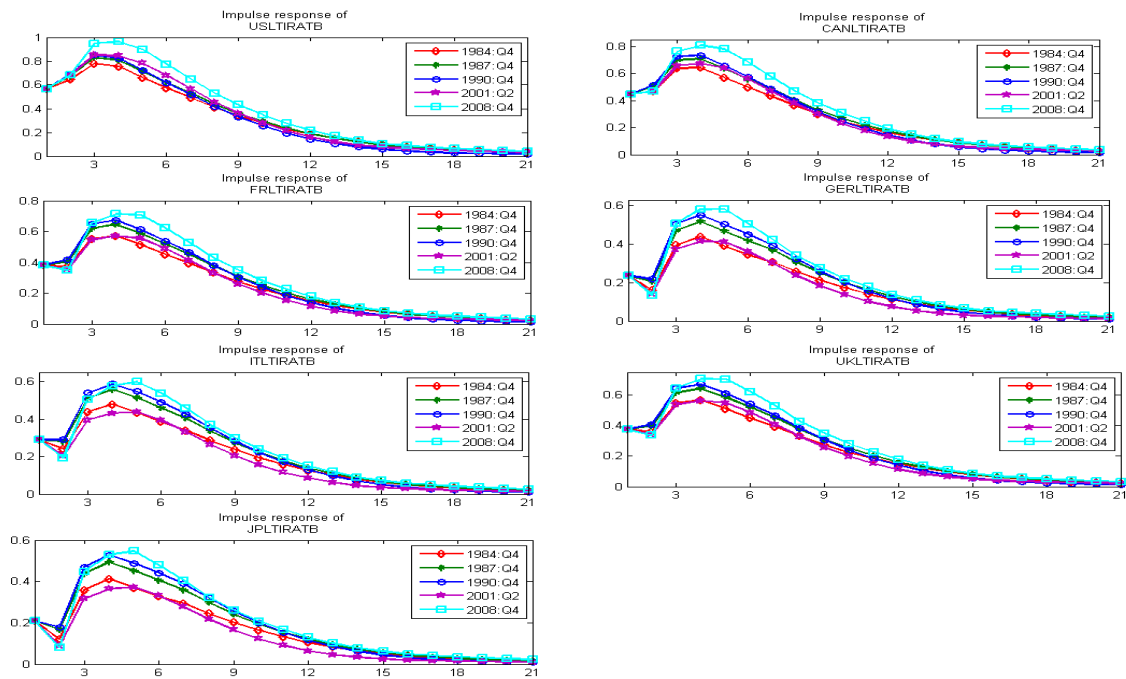 Impulse response of
USLTIRATB
1
0.8
0.6
0.4
0.2
0
3 6 9 12 15 18 21
1984:Q4
1987:Q4
1990:Q4
2001:Q2
2008:Q4
Impulse response of
CANLTIRATB
0.8
0.6
0.4
0.2
0
3 6 9 12 15 18 21
1984:Q4
1987:Q4
1990:Q4
2001:Q2
2008:Q4
Impulse response of
FRLTIRATB
0.8
0.6
0.4
0.2
0
3 6 9 12 15 18 21
1984:Q4
1987:Q4
1990:Q4
2001:Q2
2008:Q4
Impulse response of
GERLTIRATB
0.6
0.4
0.2
0
3 6 9 12 15 18 21
1984:Q4
1987:Q4
1990:Q4
2001:Q2
2008:Q4
Impulse response of
ITLTIRATB
0.6
0.4
0.2
0
3 6 9 12 15 18 21
1984:Q4
1987:Q4
1990:Q4
2001:Q2
2008:Q4
Impulse response of
UKLTIRATB
0.6
0.4
0.2
0
3 6 9 12 15 18 21
1984:Q4
1987:Q4
1990:Q4
2001:Q2
2008:Q4
Impulse response of
JPLTIRATB
0.6
0.4
0.2
0
3 6 9 12 15 18 21
1984:Q4
1987:Q4
1990:Q4
2001:Q2
2008:Q4